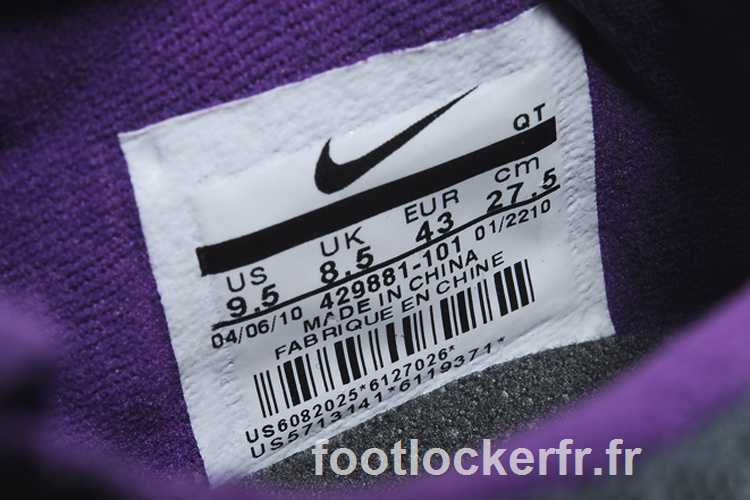 QT
US UK EUR cm
9.5 8.5 43 27.5
04/06/10 429881-101 01/2210
MADE IN CHINA
FABRIQUE EN CHINE
US6082025*6127026*
US5713141*6119371*
footlockerfr.fr